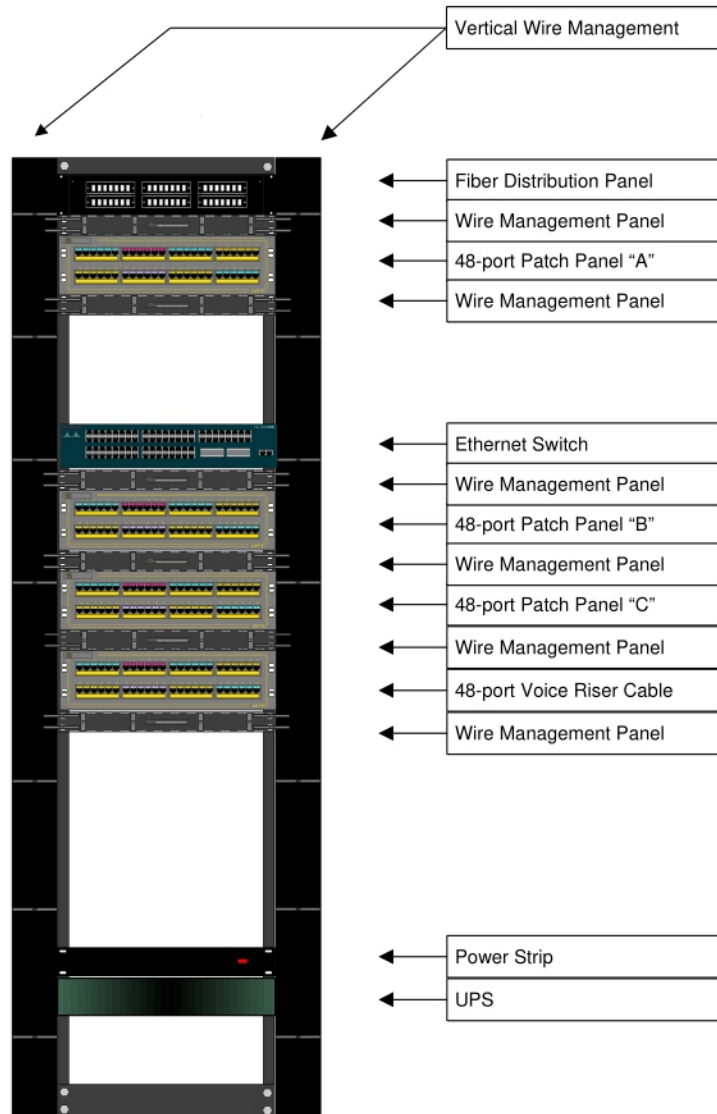 Vertical Wire Management
Fiber Distribution Panel
Wire Management Panel
48-port Patch Panel “A”
Wire Management Panel
Ethernet Switch
Wire Management Panel
48-port Patch Panel “B”
Wire Management Panel
48-port Patch Panel “C”
Wire Management Panel
48-port Voice Riser Cable
Wire Management Panel
Power Strip
UPS